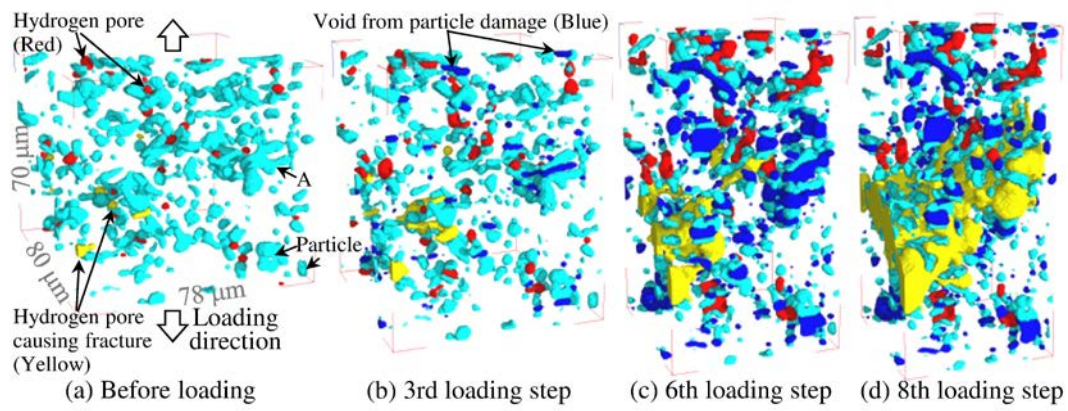 Hydrogen pore
(Red)
Void from particle damage (Blue)
A
70 μm
Particle
80 μm
78 μm
Hydrogen pore
causing fracture
(Yellow)
Loading
direction
(a) Before loading
(b) 3rd loading step
(c) 6th loading step
(d) 8th loading step